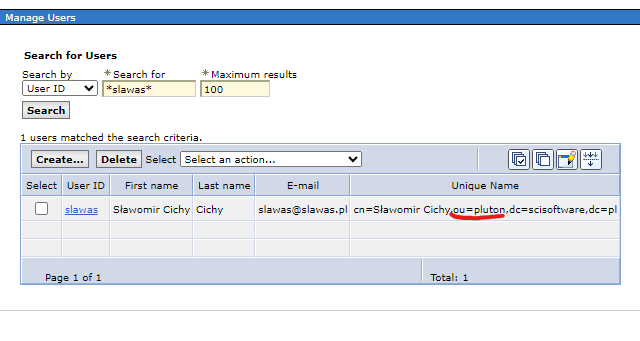 Manage Users
Search for Users
Search by *Search for *Maximum results
User ID *slawas* 100
Search
1 users matched the search criteria.
Create... Delete Select Select an action...
Select User ID First name Last name E-mail Unique Name
slawas Sławomir Cichy Cichy slawas@slawas.pl cn=Sławomir Cichy,ou=pluton,dc=scisoftware,dc=pl
Page 1 of 1 Total: 1